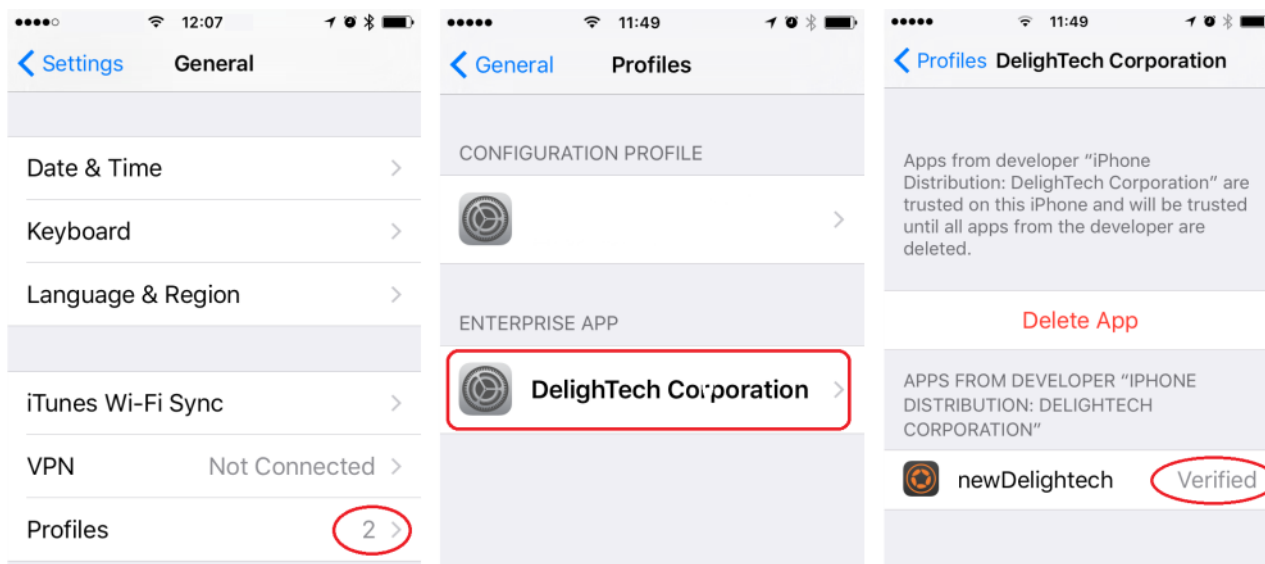 12:07
Settings
General
Date & Time
Keyboard
Language & Region
iTunes Wi-Fi Sync
VPN Not Connected
Profiles 2
11:49
General
Profiles
CONFIGURATION PROFILE
ENTERPRISE APP
DelighTech Corporation
11:49
Profiles DelighTech Corporation
Apps from developer “iPhone
Distribution: DelighTech Corporation” are
trusted on this iPhone and will be trusted
until all apps from the developer are
deleted.
Delete App
APPS FROM DEVELOPER “IPHONE
DISTRIBUTION: DELIGHTECH
CORPORATION”
newDelightech Verified